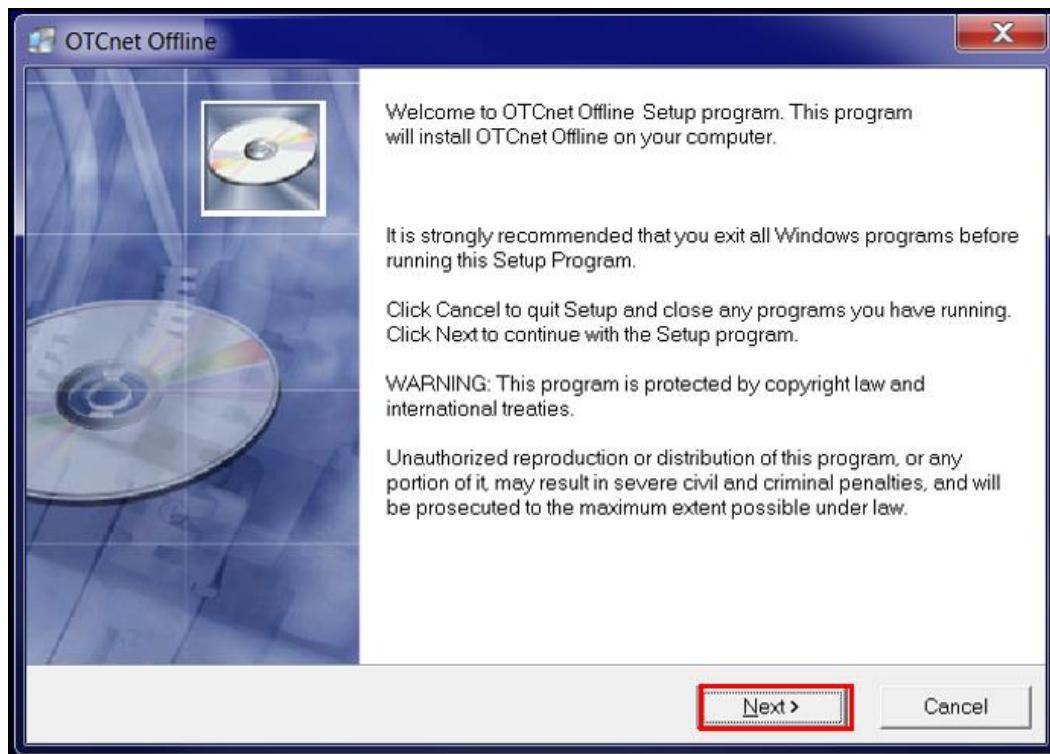 OTCnet Offline
X
Welcome to OTCnet Offline Setup program. This program
will install OTCnet Offline on your computer.
It is strongly recommended that you exit all Windows programs before
running this Setup Program.
Click Cancel to quit Setup and close any programs you have running.
Click Next to continue with the Setup program.
WARNING: This program is protected by copyright law and
international treaties.
Unauthorized reproduction or distribution of this program, or any
portion of it, may result in severe civil and criminal penalties, and will
be prosecuted to the maximum extent possible under law.
Next >
Cancel